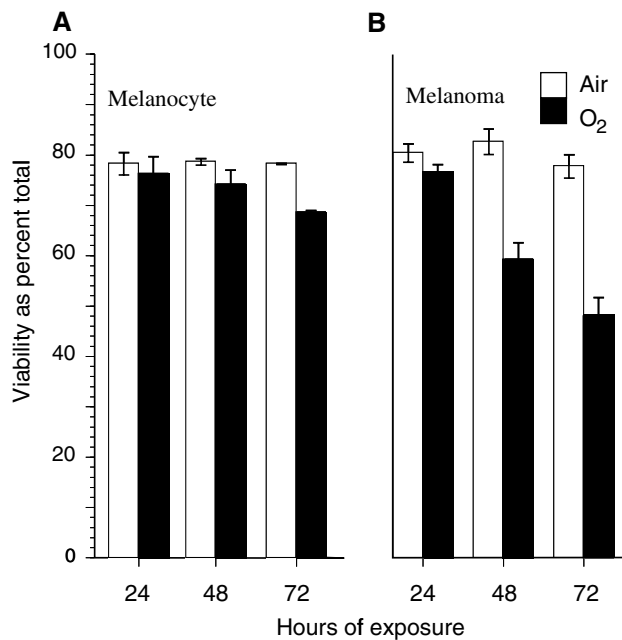 A
B
100
80
60
40
20
0
Viability as percent total
Melanocyte
Melanoma
Air
O₂
24 48 72
24 48 72
Hours of exposure